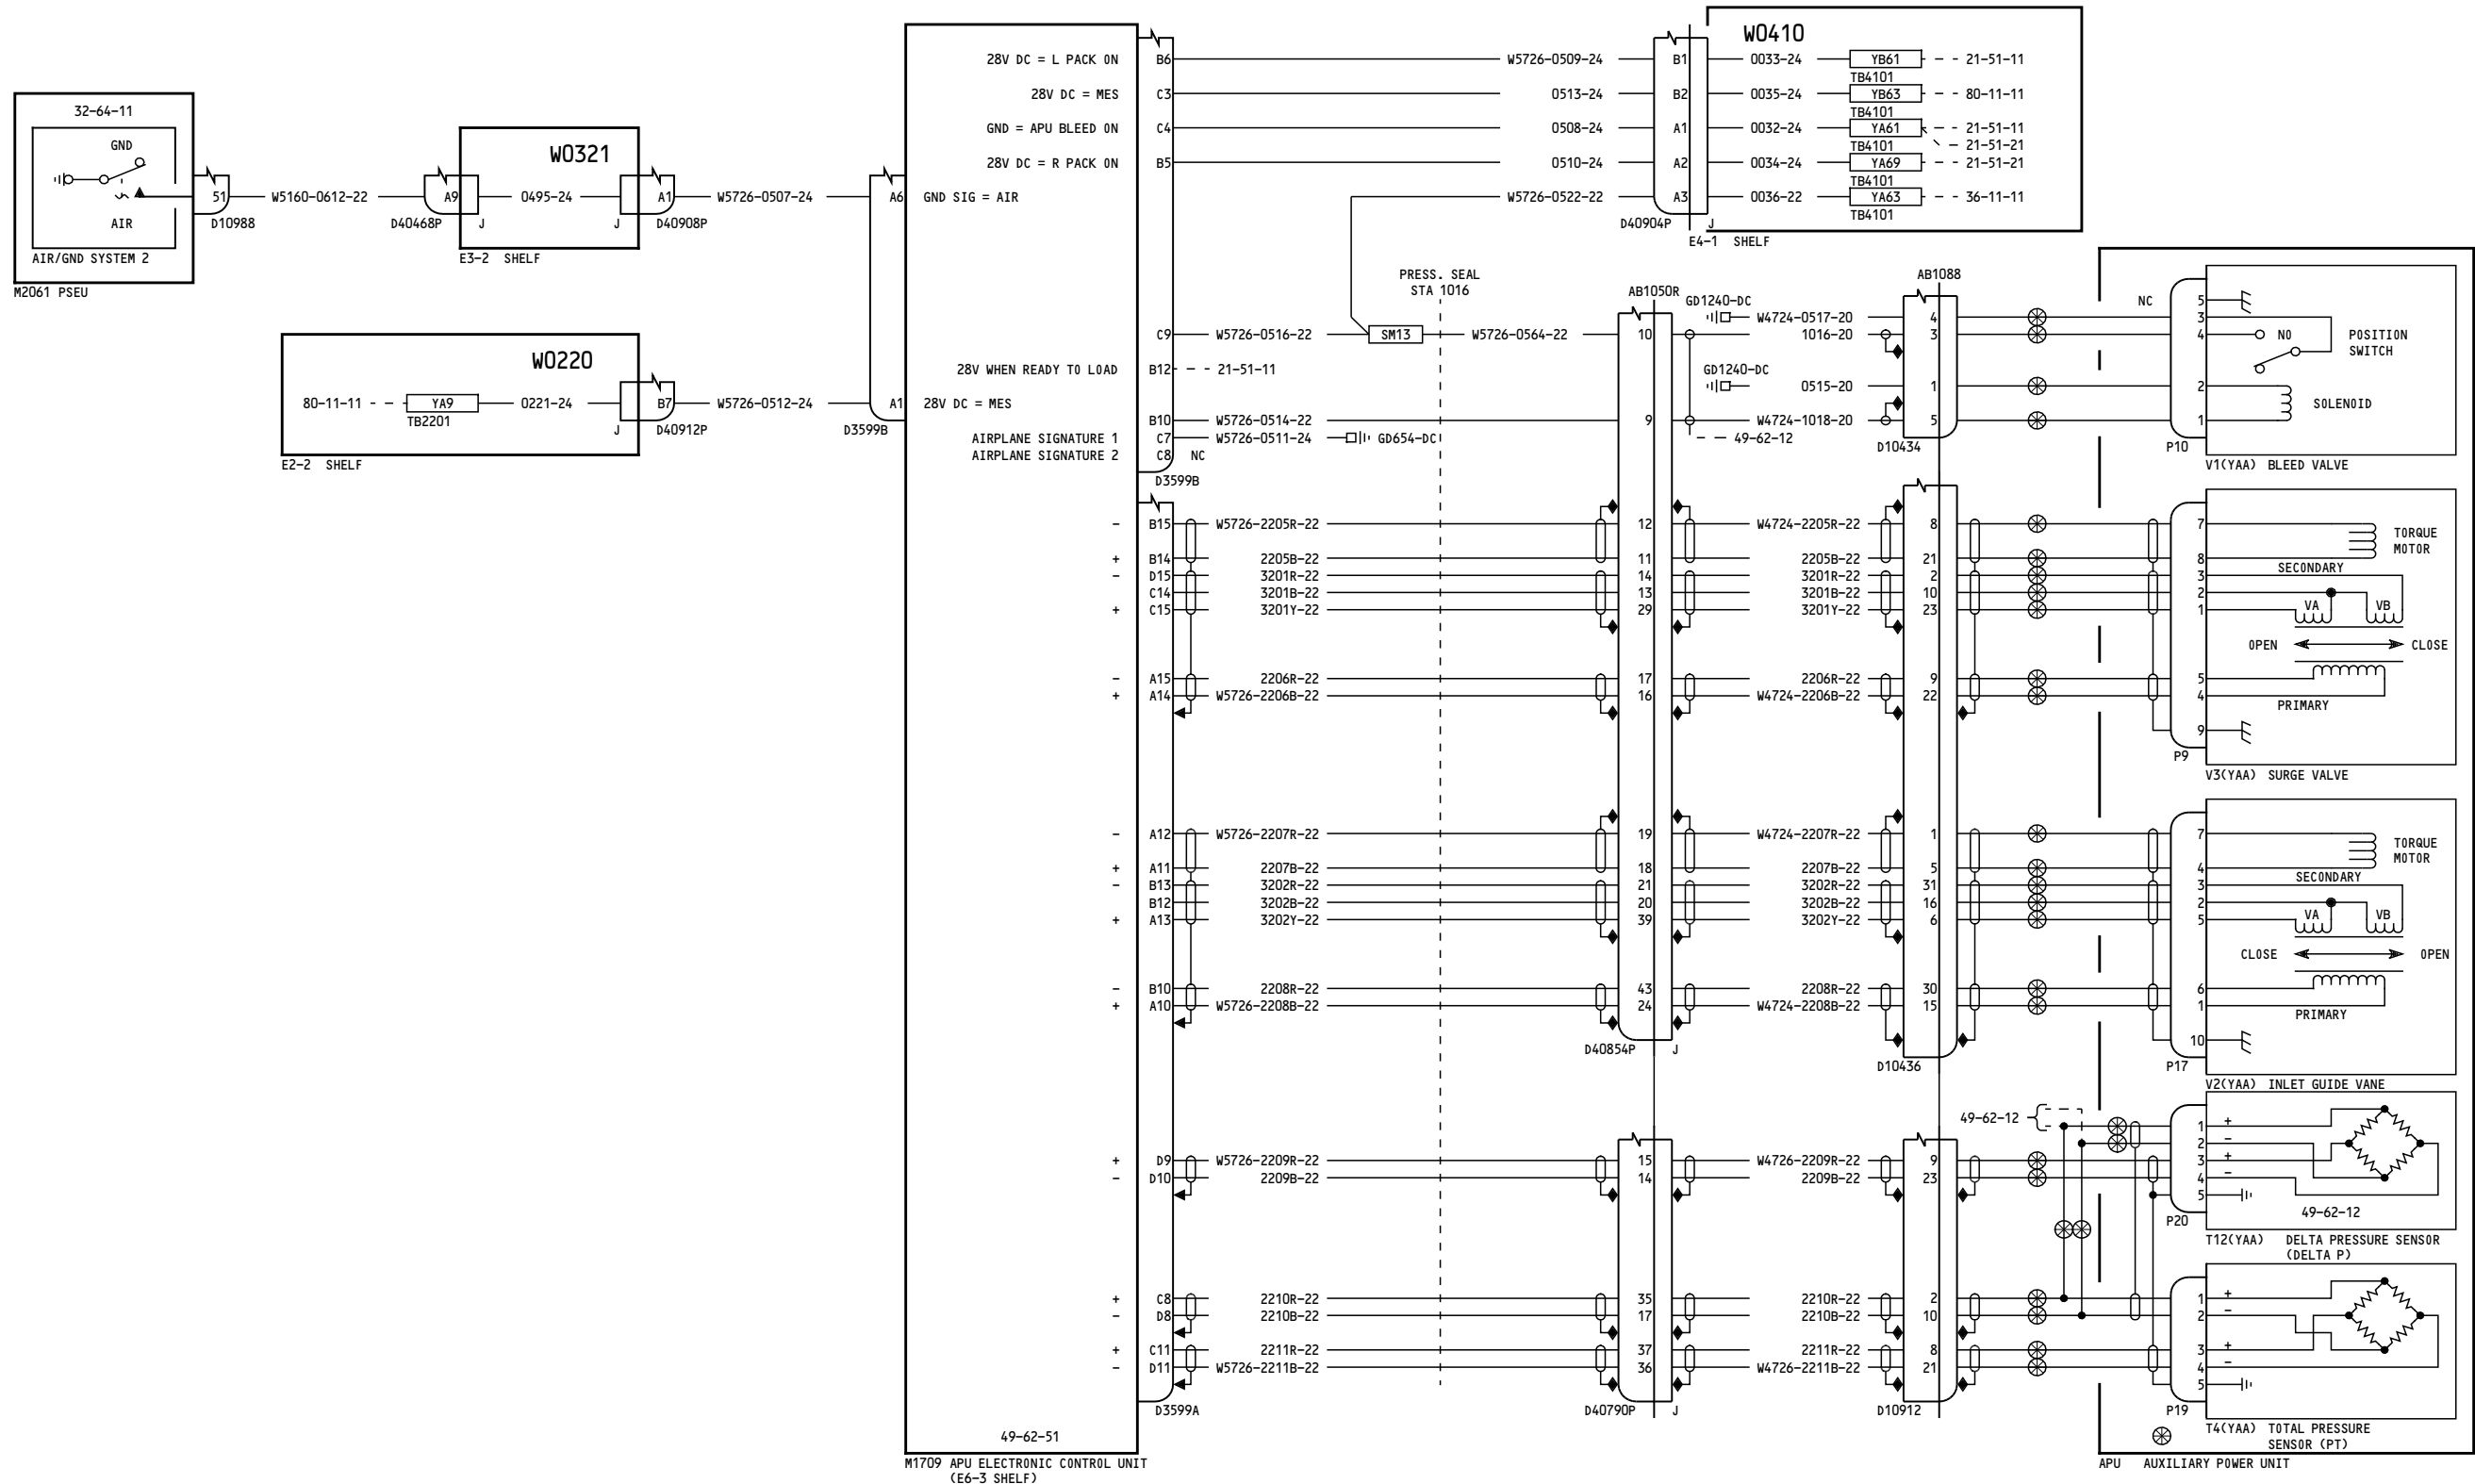 32-64-11
GND
AIR
AIR/GND SYSTEM 2
M2061 PSEU
51
D10988
W5160-0612-22
A9
D40468P
W0321
0495-24
J
J
E3-2 SHELF
A1
D40908P
W5726-0507-24
A6
W0220
80-11-11
YA9
TB2201
0221-24
J
E2-2 SHELF
B7
D40912P
W5726-0512-24
A1
D3599B
28V DC = L PACK ON
28V DC = MES
GND = APU BLEED ON
28V DC = R PACK ON
GND SIG = AIR
28V WHEN READY TO LOAD
28V DC = MES
AIRPLANE SIGNATURE 1
AIRPLANE SIGNATURE 2
49-62-51
M1709 APU ELECTRONIC CONTROL UNIT
(E6-3 SHELF)
B6
C3
C4
B5
C9
B12
B10
C7
C8 NC
D3599B
W5726-0509-24
0513-24
0508-24
0510-24
W5726-0522-22
B1
B2
A1
A2
A3
D40904P
J
E4-1 SHELF
W0410
0033-24 YB61 21-51-11
TB4101
0035-24 YB63 80-11-11
TB4101
0032-24 YA61 21-51-11
TB4101 21-51-21
0034-24 YA69 21-51-21
TB4101
0036-22 YA63 36-11-11
TB4101
PRESS. SEAL
STA 1016
W5726-0516-22
SM13
W5726-0564-22
21-51-11
W5726-0514-22
W5726-0511-24
GD654-DC
AB1050R
10
9
GD1240-DC
W4724-0517-20
1016-20
GD1240-DC
0515-20
W4724-1018-20
49-62-12
AB1088
4
3
1
5
D10434
NC
5
3
4
2
1
P10
NO
POSITION
SWITCH
SOLENOID
V1(YAA) BLEED VALVE
- B15 W5726-2205R-22 12 W4724-2205R-22 8 7
+ B14 2205B-22 11 2205B-22 21 8
- D15 3201R-22 14 3201R-22 2 3
C14 3201B-22 13 3201B-22 10 2
+ C15 3201Y-22 29 3201Y-22 23 1
- A15 2206R-22 17 2206R-22 9 5
+ A14 W5726-2206B-22 16 W4724-2206B-22 22 4
9
P9
TORQUE
MOTOR
SECONDARY
VA VB
OPEN CLOSE
PRIMARY
V3(YAA) SURGE VALVE
- A12 W5726-2207R-22 19 W4724-2207R-22 1 7
+ A11 2207B-22 18 2207B-22 5 4
- B13 3202R-22 21 3202R-22 31 3
B12 3202B-22 20 3202B-22 16 2
+ A13 3202Y-22 39 3202Y-22 6 5
- B10 2208R-22 43 2208R-22 30 6
+ A10 W5726-2208B-22 24 W4724-2208B-22 15 1
10
D40854P J
D10436
P17
TORQUE
MOTOR
SECONDARY
VA VB
CLOSE OPEN
PRIMARY
V2(YAA) INLET GUIDE VANE
49-62-12
1 +
2 -
+ D9 W5726-2209R-22 15 W4726-2209R-22 9 3 +
- D10 2209B-22 14 2209B-22 23 4 -
5
49-62-12
P20
T12(YAA) DELTA PRESSURE SENSOR
(DELTA P)
+ C8 2210R-22 35 2210R-22 2 1 +
- D8 2210B-22 17 2210B-22 10 2 -
+ C11 2211R-22 37 2211R-22 8 3 +
- D11 W5726-2211B-22 36 W4726-2211B-22 21 4 -
5
D3599A
D40790P J
D10912
P19
T4(YAA) TOTAL PRESSURE
SENSOR (PT)
APU AUXILIARY POWER UNIT